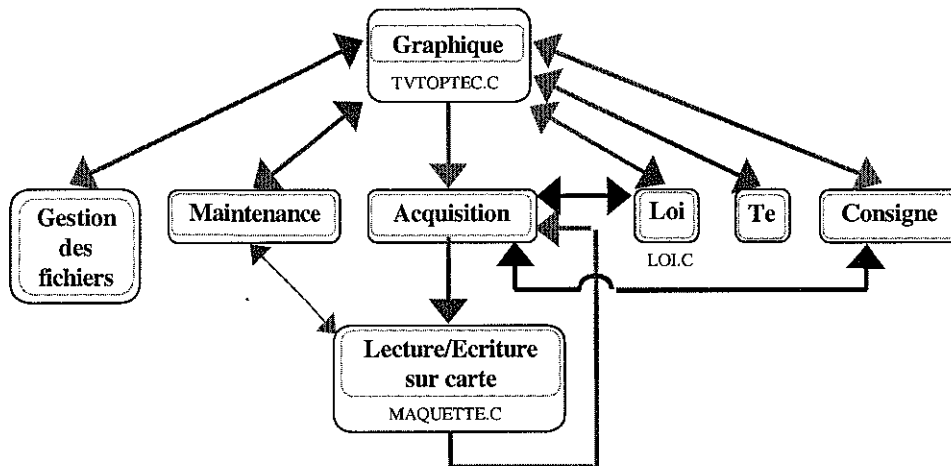 Graphique
TVTOPTEC.C
Gestion
des
fichiers
Maintenance
Acquisition
Loi
LOI.C
Te
Consigne
Lecture/Ecriture
sur carte
MAQUETTE.C